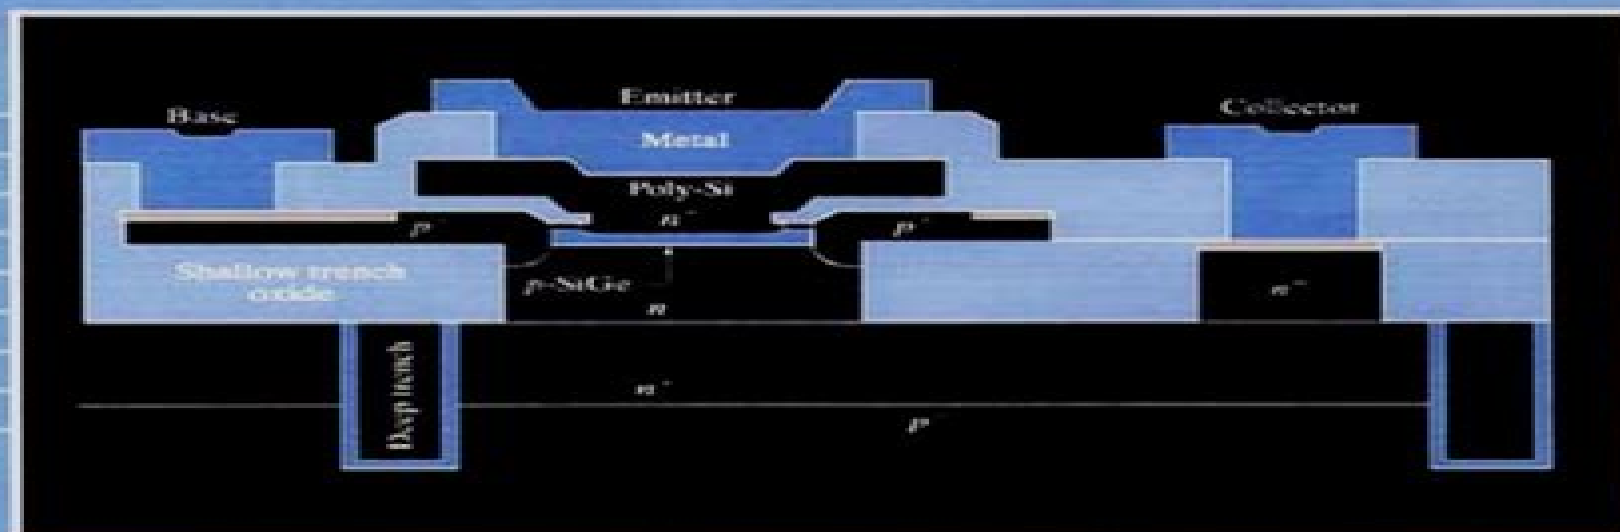 Base
Emitter
Collector
Metal
Poly-Si
n
p
p
Shallow trench
oxide
p-SiGe
n
n
Deep trench
n
p